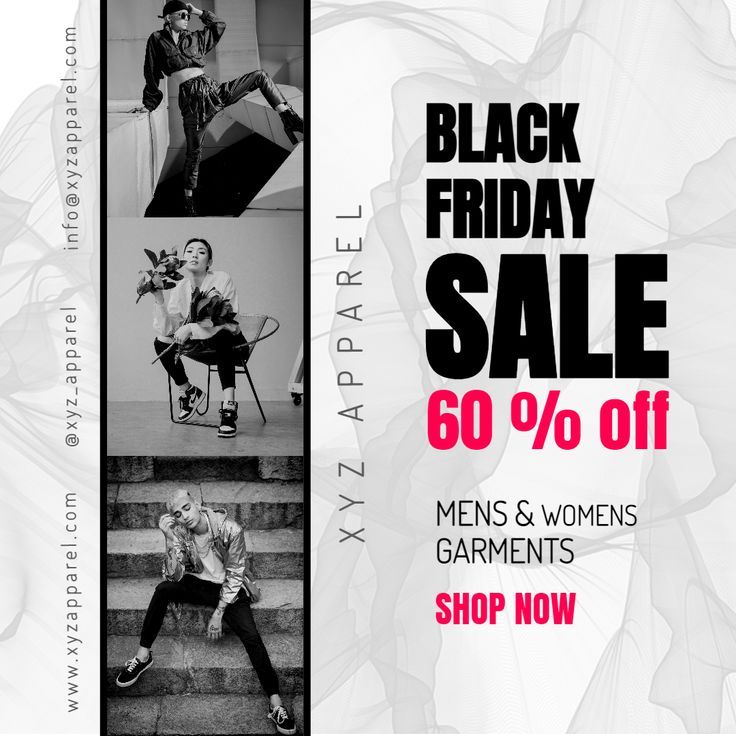 info@xyzapparel.com
@xyz_apparel
www.xyzapparel.com
XYZ APPAREL
BLACK
FRIDAY
SALE
60 % off
MENS & WOMENS
GARMENTS
SHOP NOW